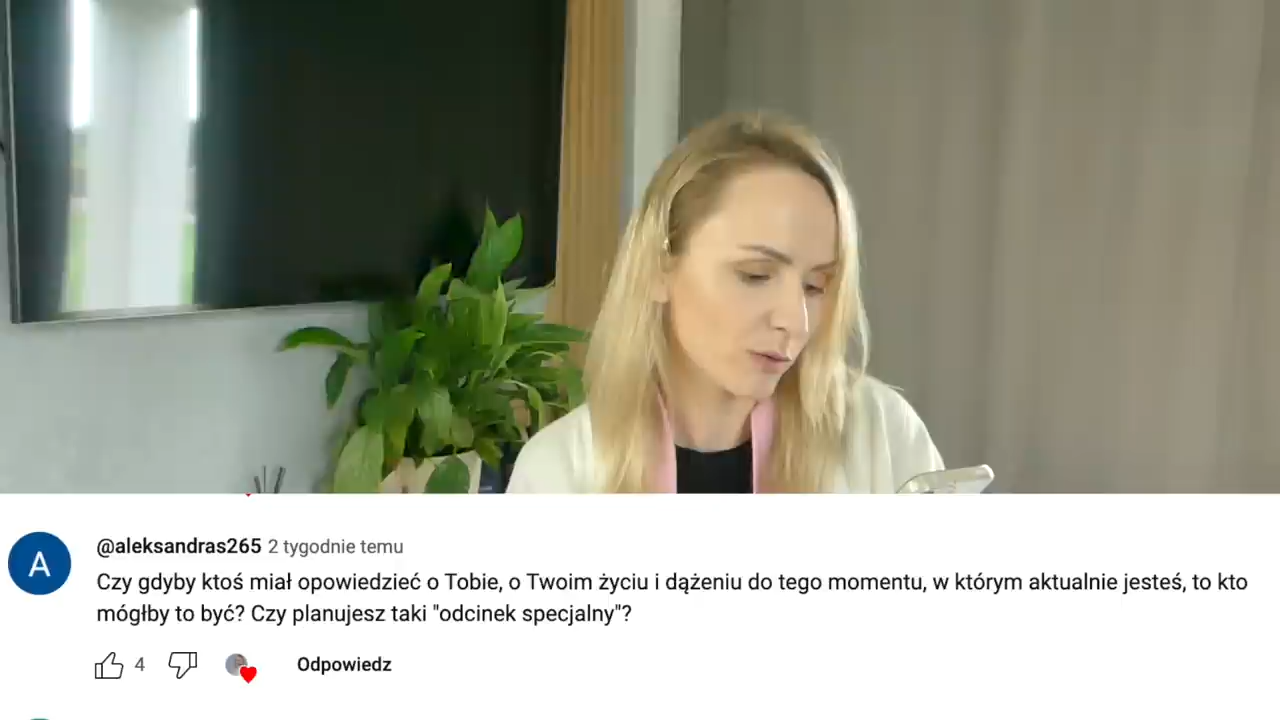 A
@aleksandras265 2 tygodnie temu
Czy gdyby ktoś miał opowiedzieć o Tobie, o Twoim życiu i dążeniu do tego momentu, w którym aktualnie jesteś, to kto
mógłby to być? Czy planujesz taki "odcinek specjalny"?
4
Odpowiedz